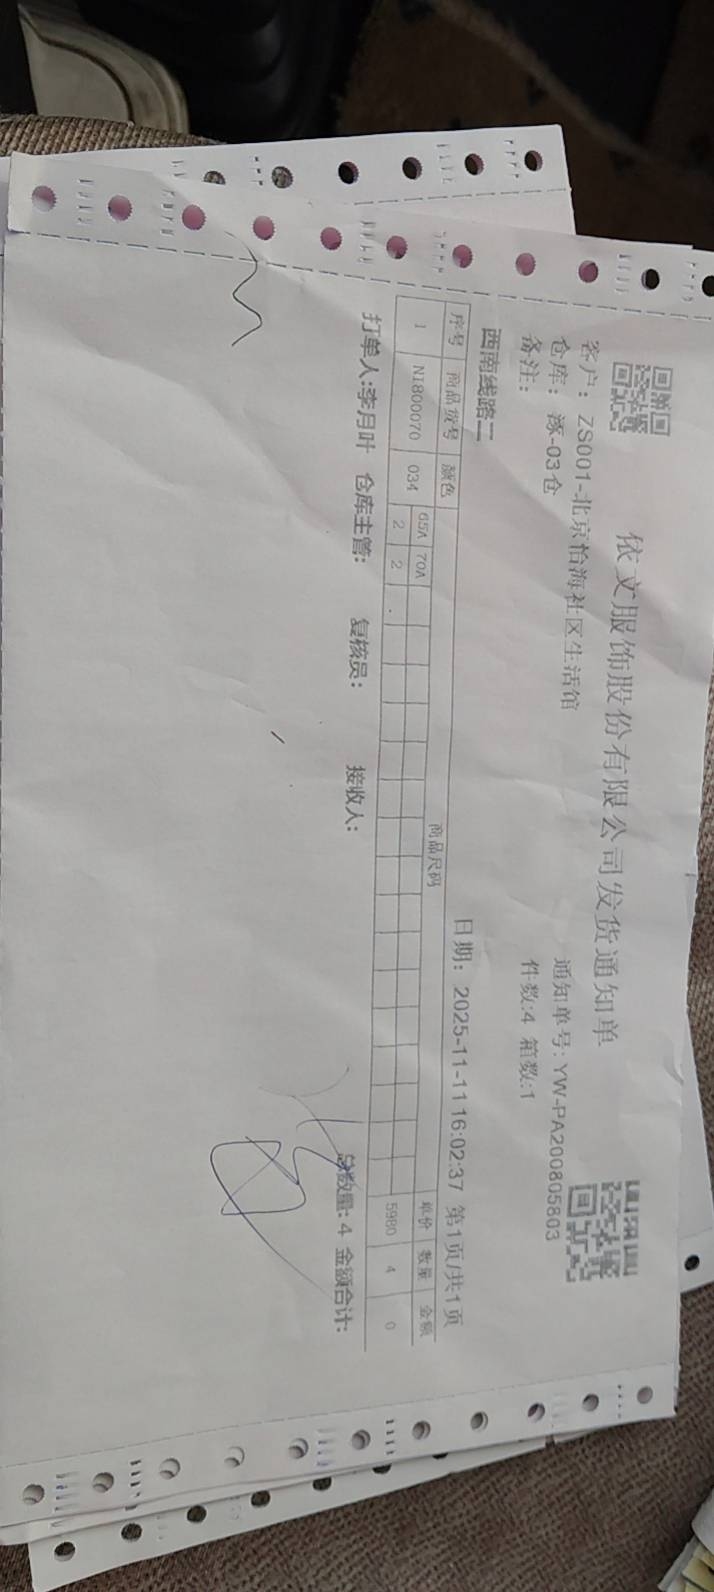 依文服饰股份有限公司发货通知单
客户：ZS001-北京怡海社区生活馆
通知单号：YW-PA200805803
仓库：涿-03仓
件数:4 箱数:1
备注：
西南线路二
日期：2025-11-11 16:02:37 第1页/共1页
序号 商品货号 颜色 商品尺码 单价 数量 金额
65A 70A
1 NI800070 034 2 2 5980 4 0
打单人:李月叶 仓库主管： 复核员： 接收人： 总数量：4 金额合计：